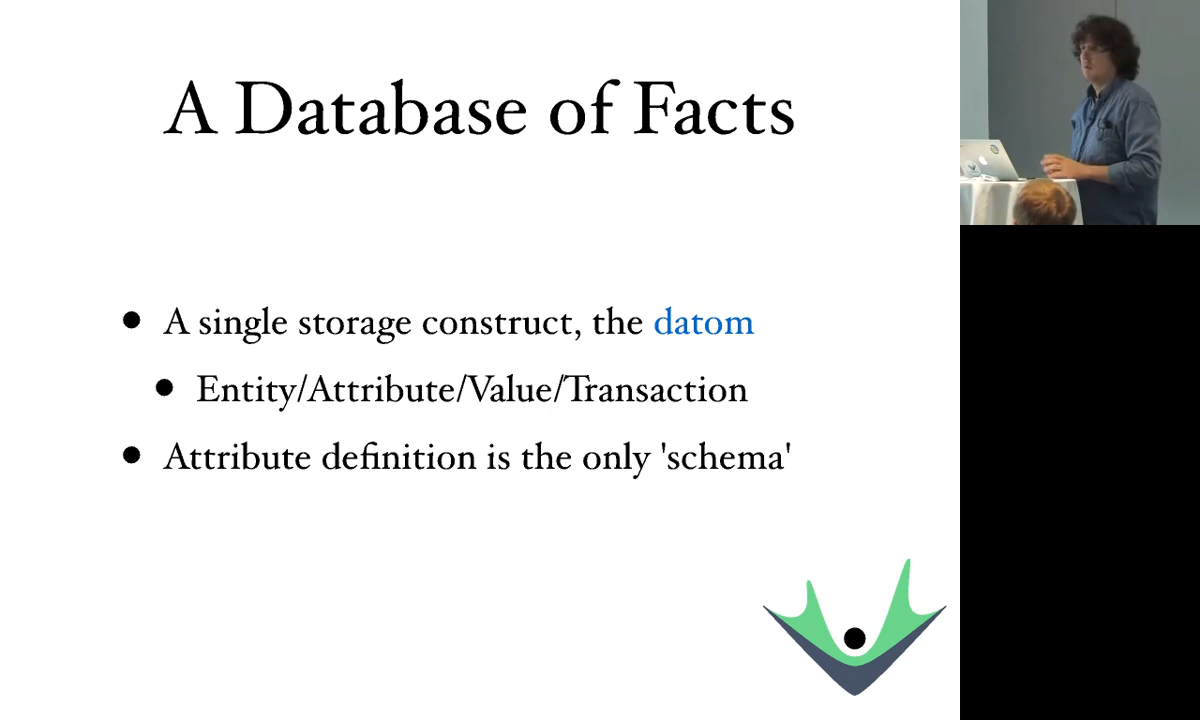 A Database of Facts
• A single storage construct, the datom
• Entity/Attribute/Value/Transaction
• Attribute definition is the only 'schema'